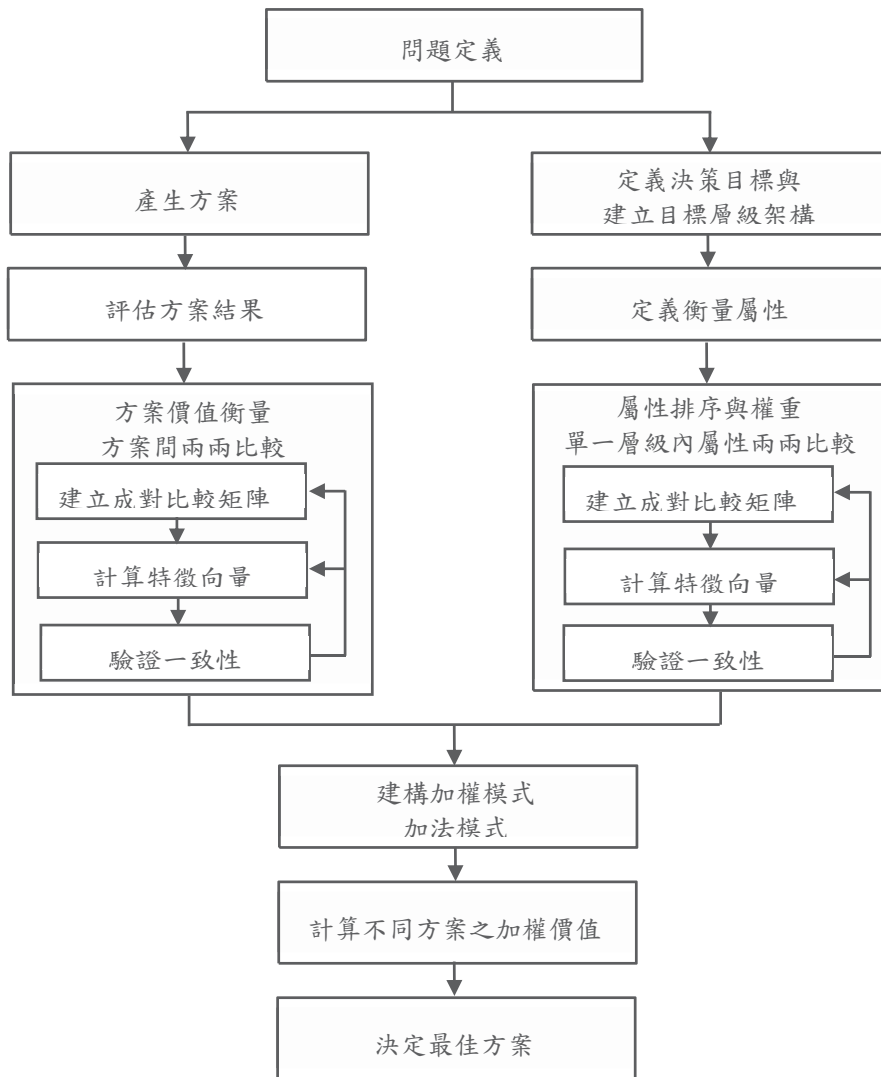 問題定義
產生方案
定義決策目標與
建立目標層級架構
評估方案結果
定義衡量屬性
方案價值衡量
方案間兩兩比較
建立成對比較矩陣
計算特徵向量
驗證一致性
屬性排序與權重
單一層級內屬性兩兩比較
建立成對比較矩陣
計算特徵向量
驗證一致性
建構加權模式
加法模式
計算不同方案之加權價值
決定最佳方案